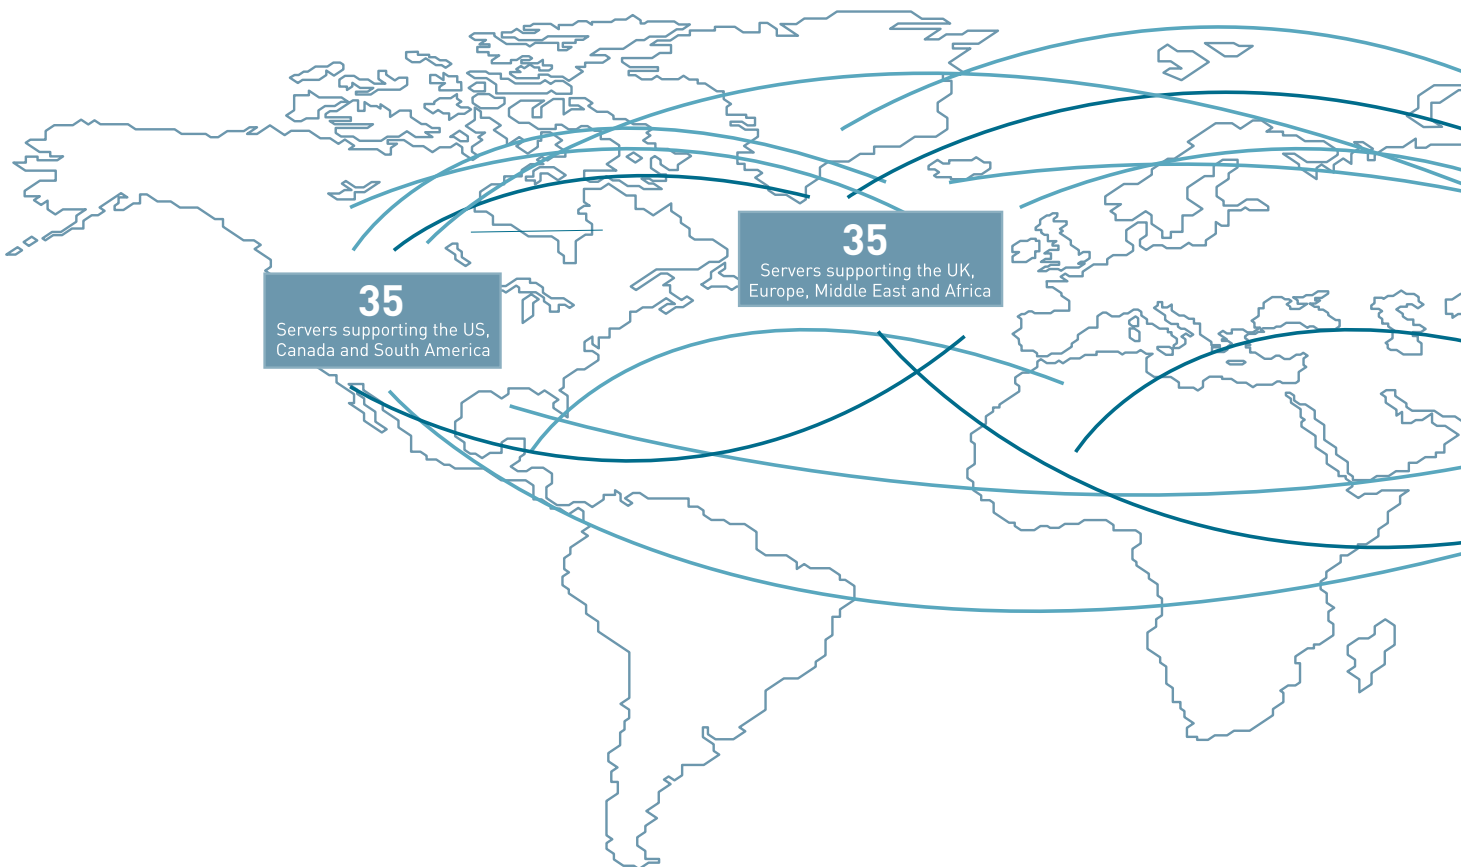 35
Servers supporting the UK,
Europe, Middle East and Africa
35
Servers supporting the US,
Canada and South America